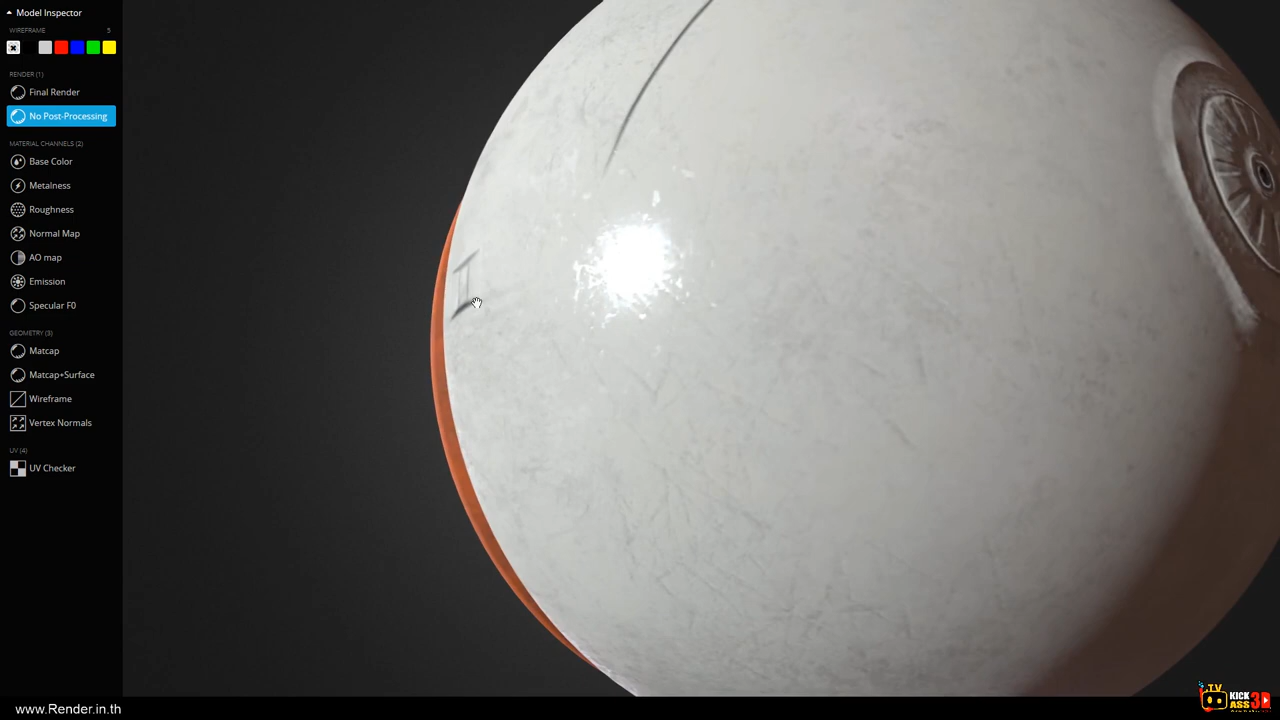 Model Inspector
WIREFRAME 5
RENDER (1)
Final Render
No Post-Processing
MATERIAL CHANNELS (2)
Base Color
Metalness
Roughness
Normal Map
AO map
Emission
Specular F0
GEOMETRY (3)
Matcap
Matcap+Surface
Wireframe
Vertex Normals
UV (4)
UV Checker
www.Render.in.th
TV
KICK
ASS 3D